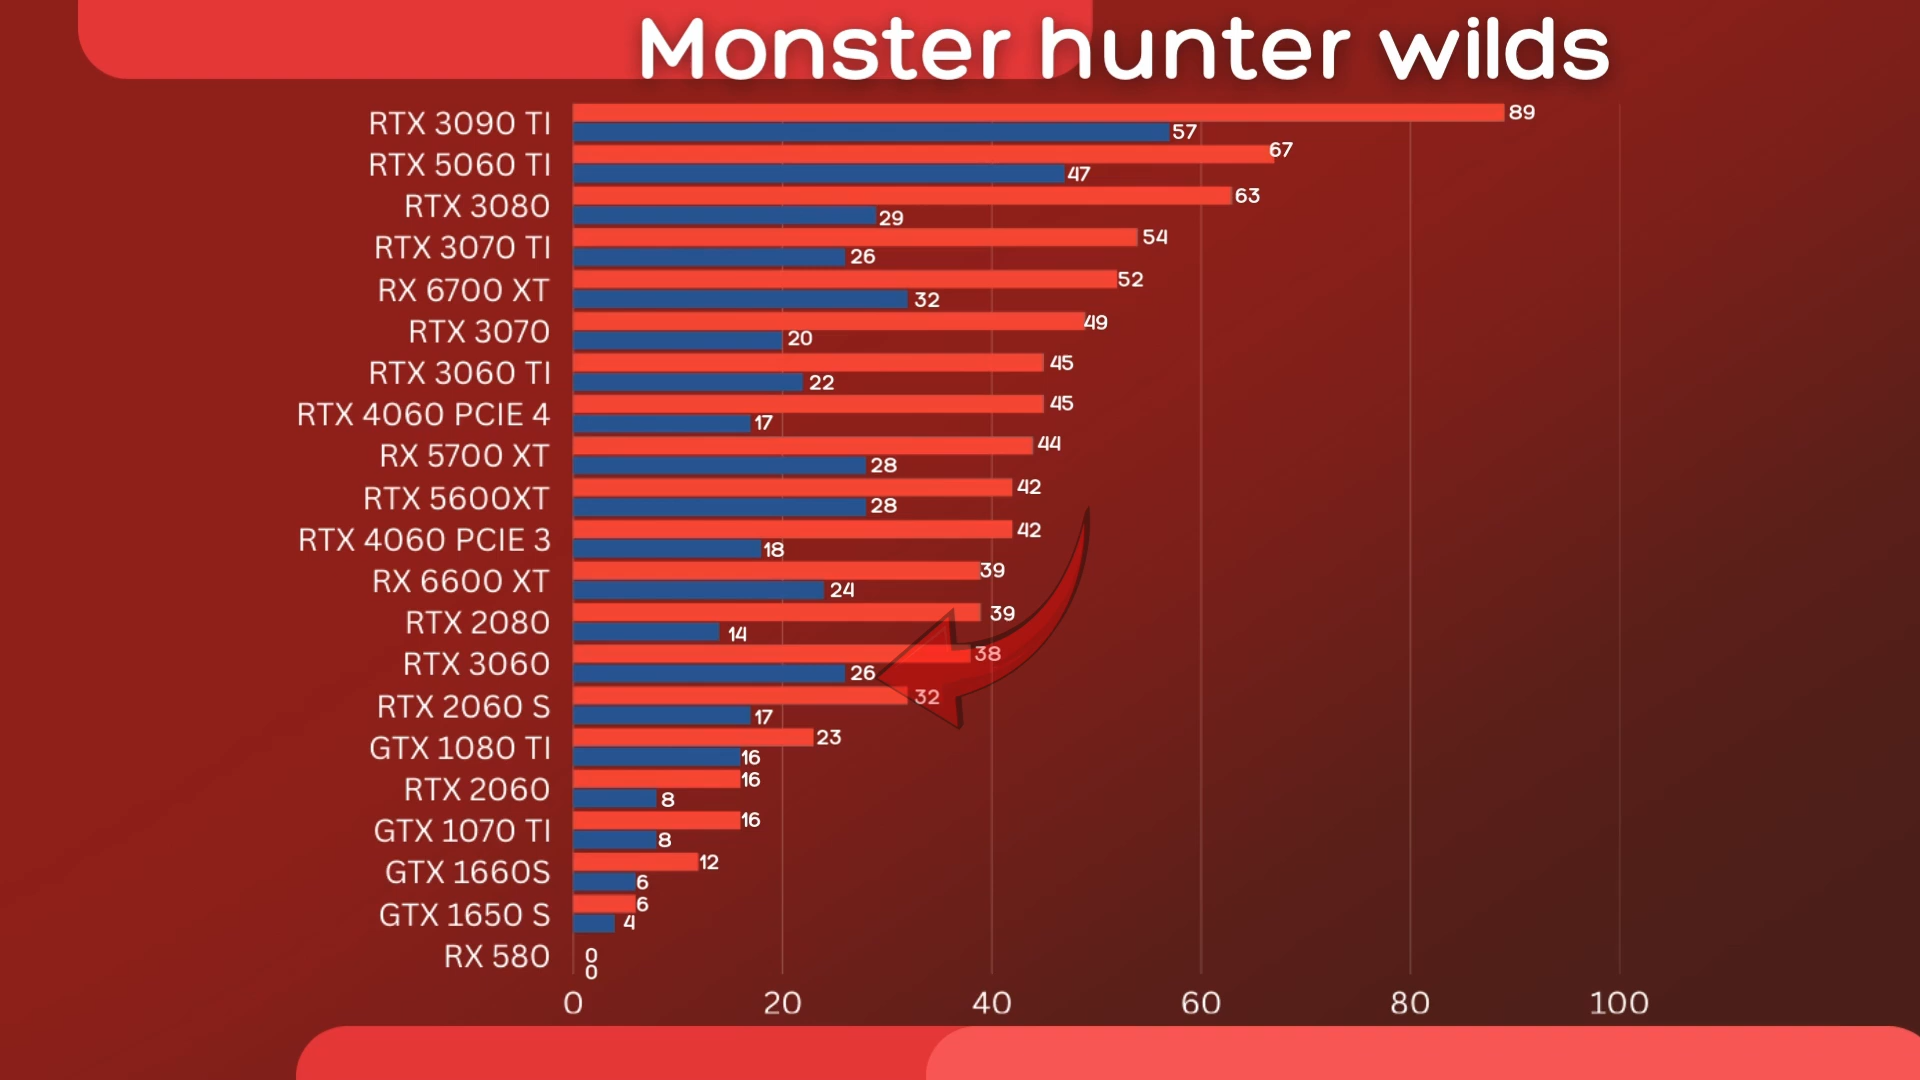 Monster hunter wilds
RTX 3090 TI
89
57
RTX 5060 TI
67
47
RTX 3080
63
29
RTX 3070 TI
54
26
RX 6700 XT
52
32
RTX 3070
49
20
RTX 3060 TI
45
22
RTX 4060 PCIE 4
45
17
RX 5700 XT
44
28
RTX 5600XT
42
28
RTX 4060 PCIE 3
42
18
RX 6600 XT
39
24
RTX 2080
39
14
RTX 3060
38
26
RTX 2060 S
32
17
GTX 1080 TI
23
16
RTX 2060
16
8
GTX 1070 TI
16
8
GTX 1660S
12
6
GTX 1650 S
6
4
RX 580
0
0
0 20 40 60 80 100